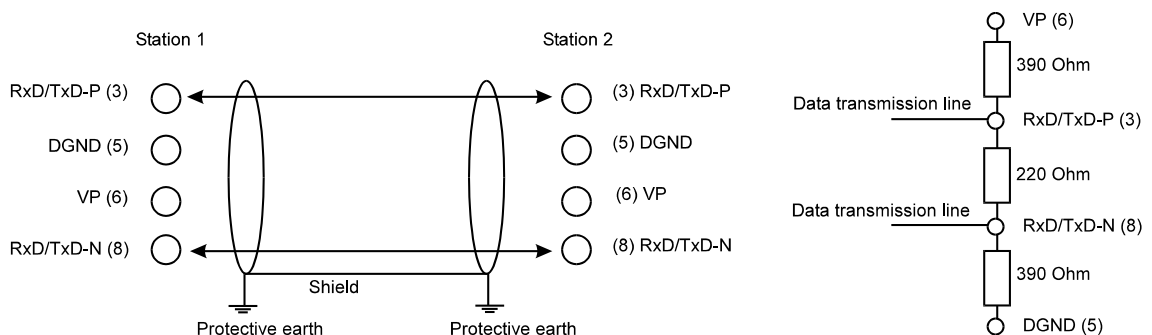 Station 1
RxD/TxD-P (3)
DGND (5)
VP (6)
RxD/TxD-N (8)
Station 2
(3) RxD/TxD-P
(5) DGND
(6) VP
(8) RxD/TxD-N
Shield
Protective earth
Protective earth
VP (6)
390 Ohm
Data transmission line
RxD/TxD-P (3)
220 Ohm
Data transmission line
RxD/TxD-N (8)
390 Ohm
DGND (5)